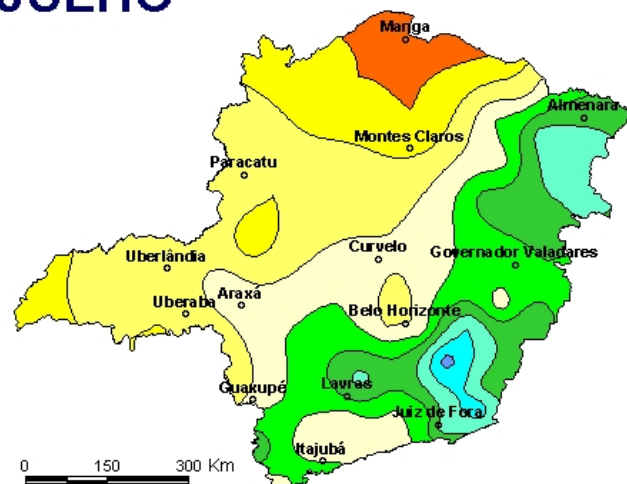 JULHO
Manga
Almenara
Montes Claros
Paracatu
Curvelo
Governador Valadares
Uberlândia
Araxá
Uberaba
Belo Horizonte
Guaxupé
Lavras
Juiz de Fora
Itajubá
0 150 300 Km